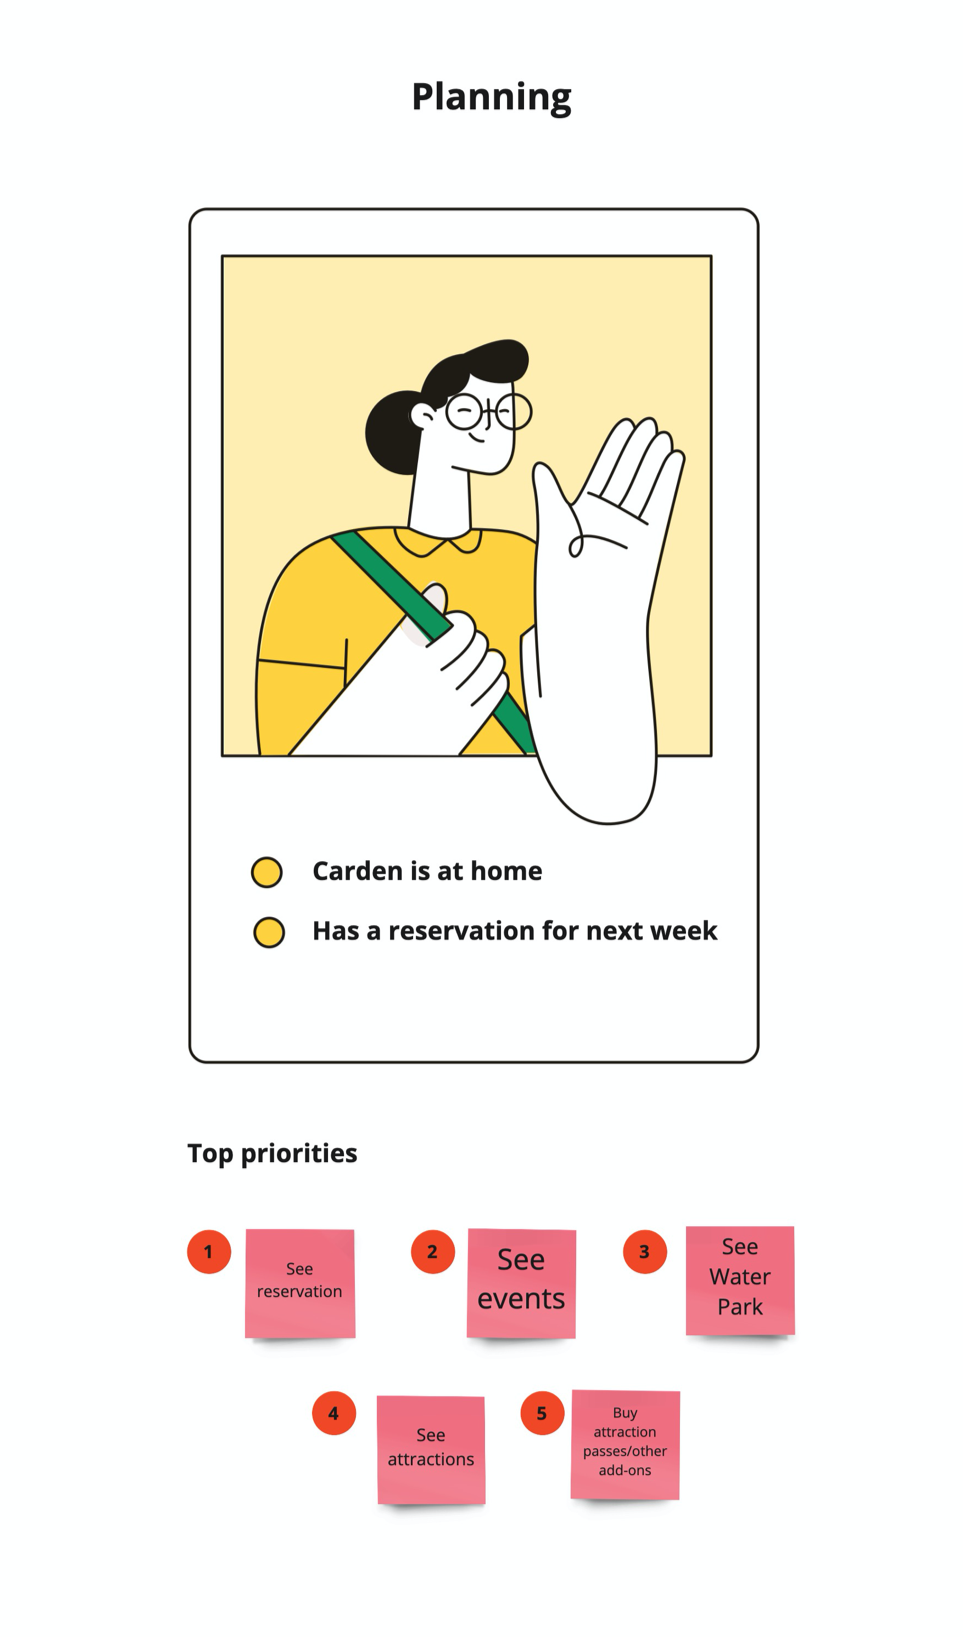 Planning
Carden is at home
Has a reservation for next week
Top priorities
1
See
reservation
2
See
events
3
See
Water
Park
4
See
attractions
5
Buy
attraction
passes/other
add-ons